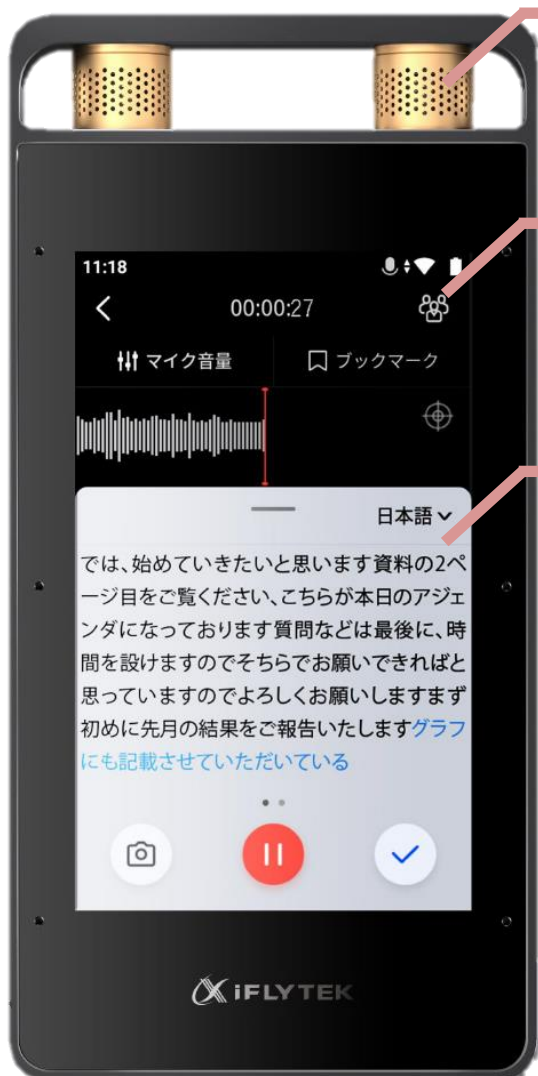 11:18
00:00:27
マイク音量
ブックマーク
日本語
では、始めていきたいと思います資料の2ペ
ージ目をご覧ください、こちらが本日のアジェ
ンダになっております質問などは最後に、時
間を設けますのでそちらでお願いできればと
思っていますのでよろしくお願いしますまず
初めに先月の結果をご報告いたしますグラフ
にも記載させていただいている
iFLYTEK